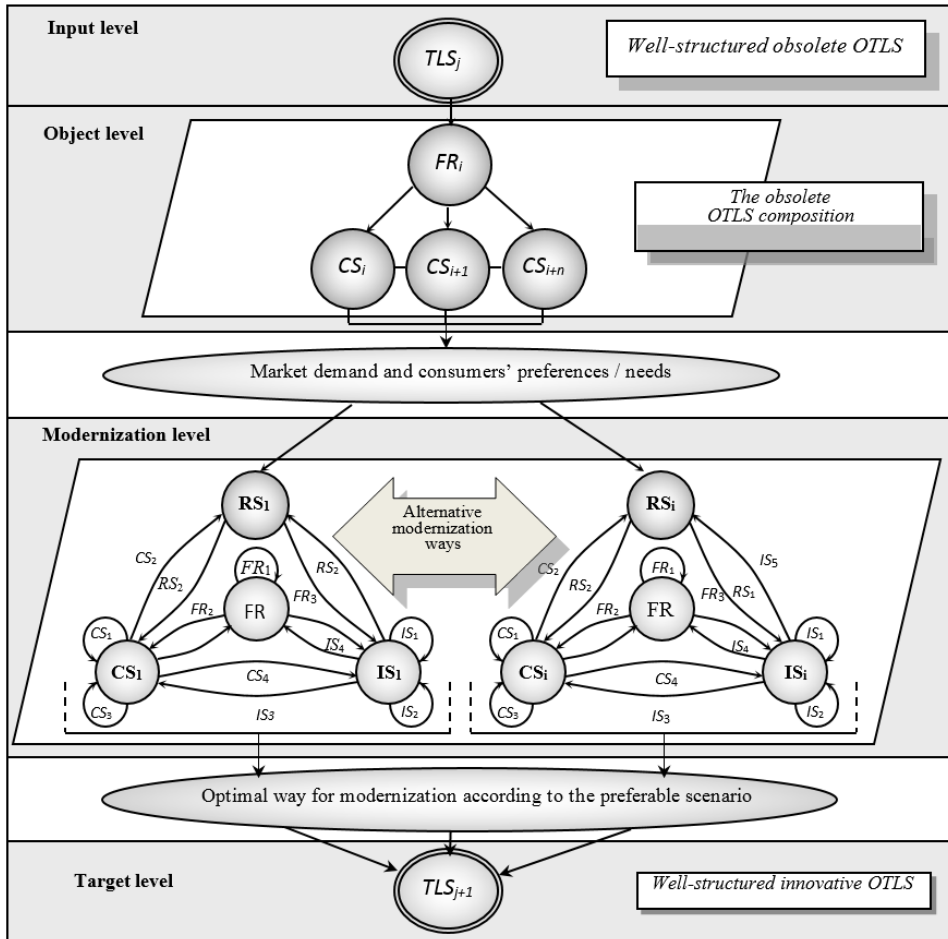 Input level
TLSⱼ
Well-structured obsolete OTLS
Object level
FRᵢ
The obsolete
OTLS composition
CSᵢ
CSᵢ₊₁
CSᵢ₊ₙ
Market demand and consumers’ preferences / needs
Modernization level
RS₁
Alternative
modernization
ways
RSᵢ
CS₂
RS₂
FR₁
RS₂
FR₂
FR
FR₃
IS₄
CS₁
CS₁
CS₃
CS₄
IS₁
IS₁
IS₂
IS₃
CS₂
RS₂
FR₁
IS₅
FR₂
FR
FR₃
RS₁
IS₄
CS₁
CSᵢ
CS₃
CS₄
IS₁
ISᵢ
IS₂
IS₃
Optimal way for modernization according to the preferable scenario
Target level
TLSⱼ₊₁
Well-structured innovative OTLS